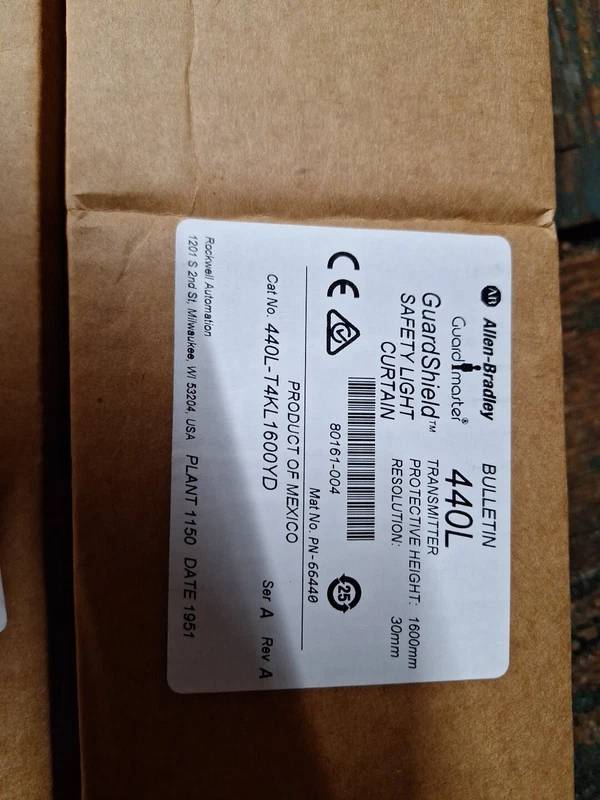 AB Allen-Bradley
Guardmaster®
GuardShield™
SAFETY LIGHT
CURTAIN
BULLETIN
440L
TRANSMITTER
PROTECTIVE HEIGHT: 1600mm
RESOLUTION: 30mm
CE
80161-004
25
Mat No. PN-66440
PRODUCT OF MEXICO
Cat No. 440L-T4KL1600YD Ser A Rev A
Rockwell Automation
1201 S 2nd St, Milwaukee, WI 53204, USA PLANT 1150 DATE 1951